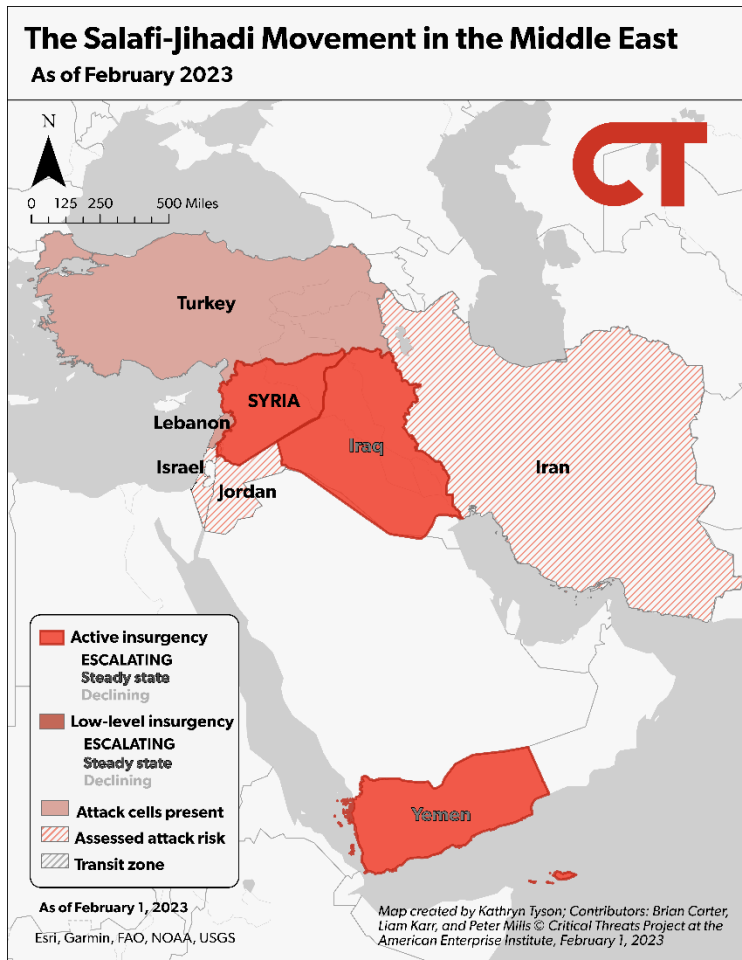 The Salafi-Jihadi Movement in the Middle East
As of February 2023
N
0 125 250 500 Miles
CT
Turkey
SYRIA
Lebanon
Iraq
Israel
Jordan
Iran
Yemen
Active insurgency
ESCALATING
Steady state
Declining
Low-level insurgency
ESCALATING
Steady state
Declining
Attack cells present
Assessed attack risk
Transit zone
As of February 1, 2023
Esri, Garmin, FAO, NOAA, USGS
Map created by Kathryn Tyson; Contributors: Brian Carter,
Liam Karr, and Peter Mills © Critical Threats Project at the
American Enterprise Institute, February 1, 2023